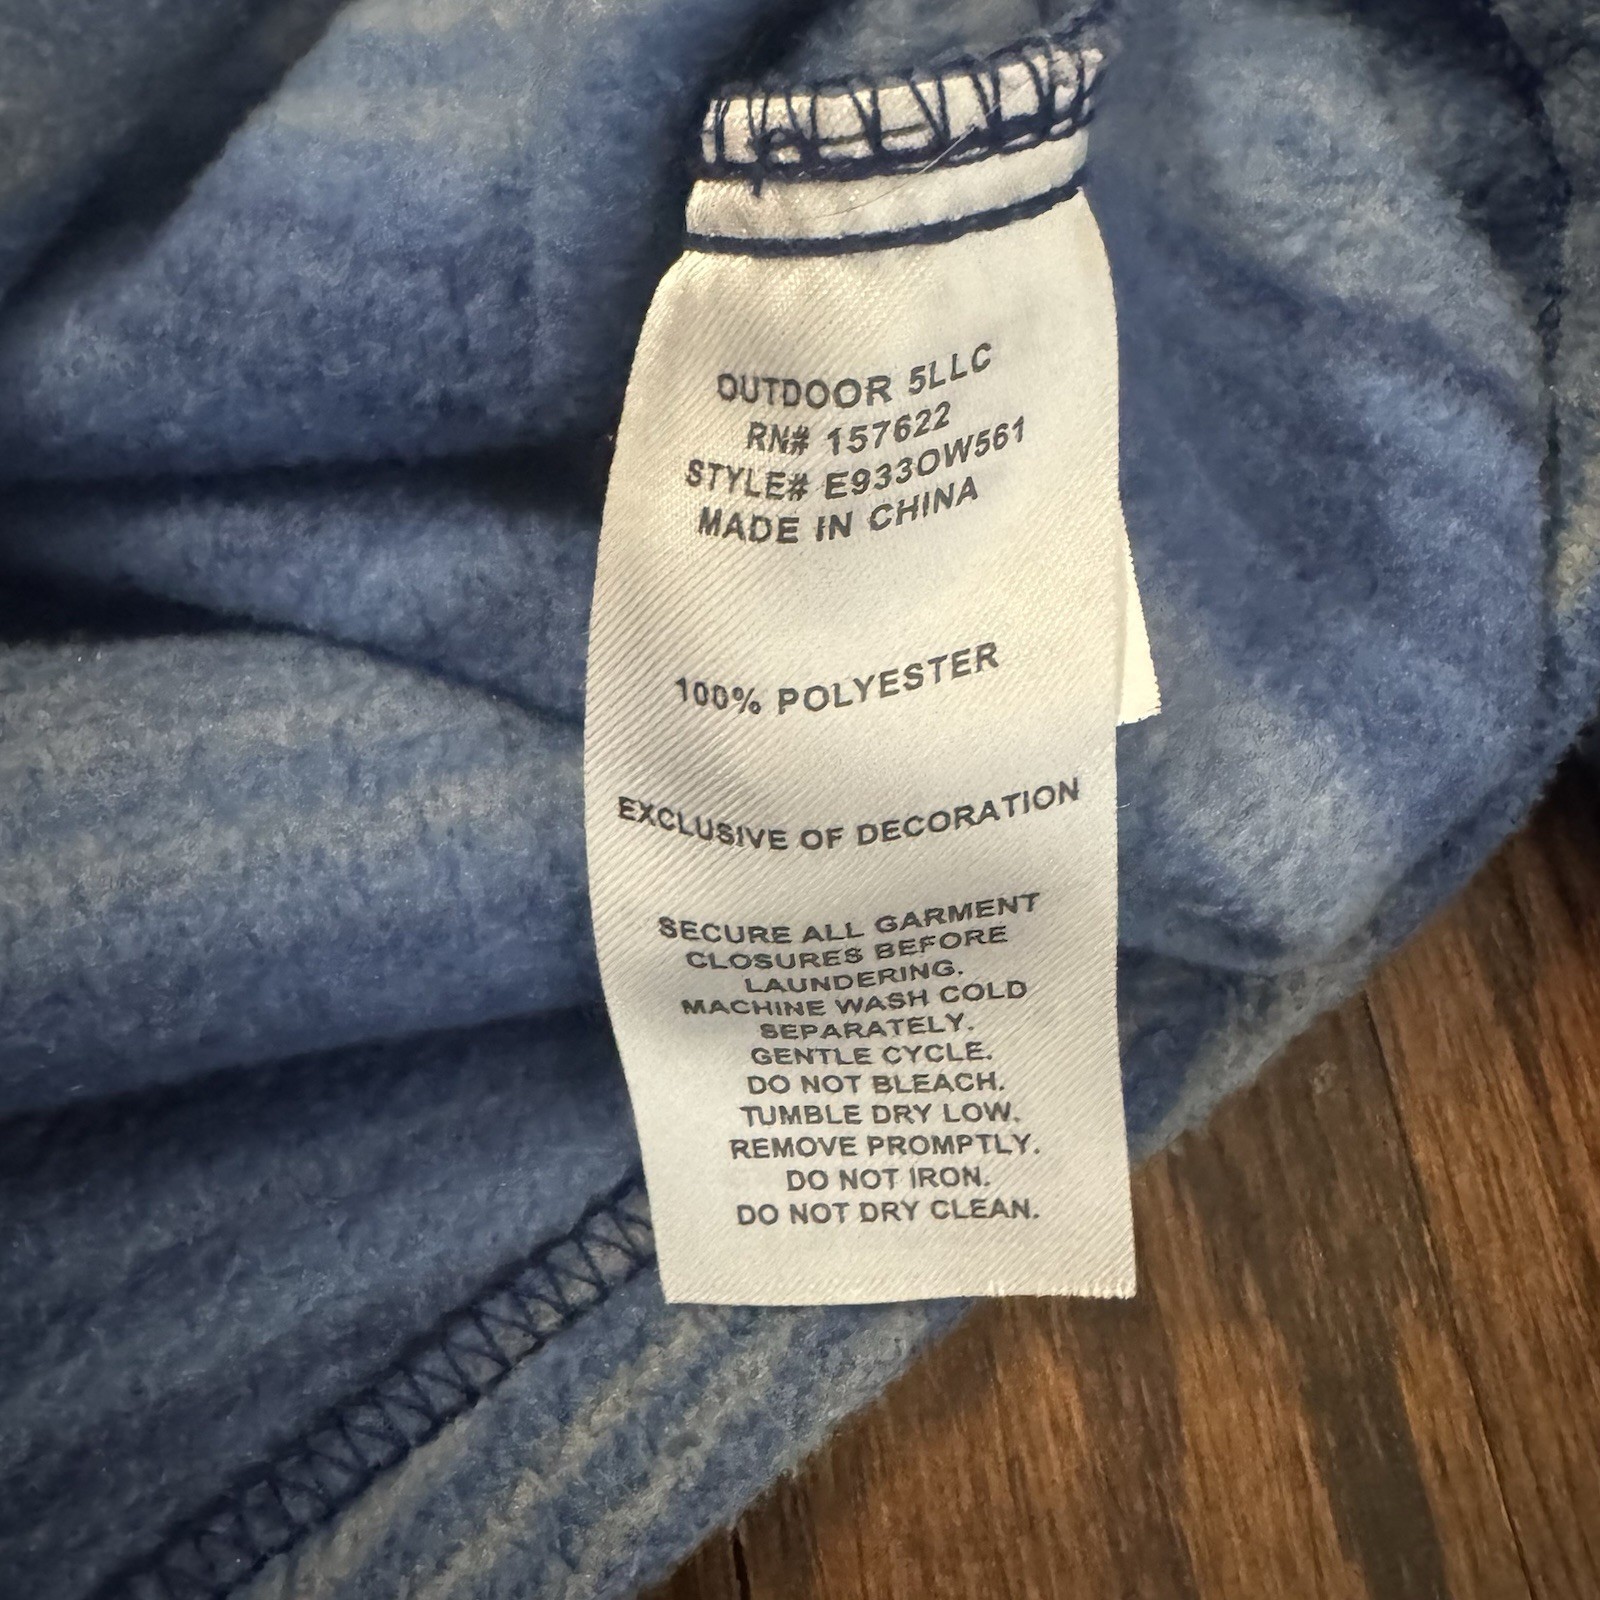 OUTDOOR 5LLC
RN# 157622
STYLE# E933OW561
MADE IN CHINA
100% POLYESTER
EXCLUSIVE OF DECORATION
SECURE ALL GARMENT
CLOSURES BEFORE
LAUNDERING.
MACHINE WASH COLD
SEPARATELY.
GENTLE CYCLE.
DO NOT BLEACH.
TUMBLE DRY LOW.
REMOVE PROMPTLY.
DO NOT IRON.
DO NOT DRY CLEAN.